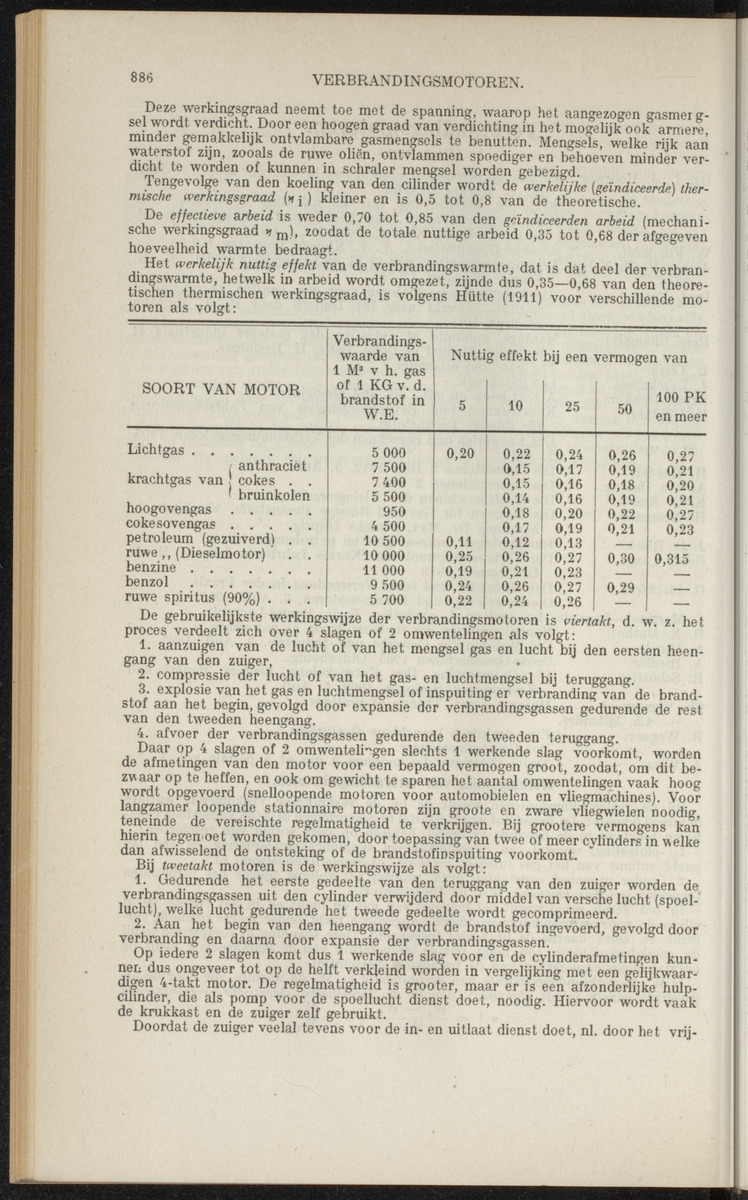 886 VERBRANDINGSMOTOREN.
Deze werkingsgraad neemt toe met de spanning, waarop het aangezogen gasmerg-
sel wordt verdicht. Door een hoogen graad van verdichting in het mogelijk ook armere,
minder gemakkelijk ontvlambare gasmengsels te benutten. Mengsels, welke rijk aan
waterstof zijn, zooals de ruwe oliën, ontvlammen spoediger en behoeven minder ver-
dicht te worden of kunnen in schraler mengsel worden gebezigd.
Tengevolge van den koeling van den cilinder wordt de werkelijke (geïndiceerde) ther-
mische werkingsgraad (η i) kleiner en is 0,5 tot 0,8 van de theoretische.
De effectieve arbeid is weder 0,70 tot 0,85 van den geïndiceerden arbeid (mechani-
sche werkingsgraad η m), zoodat de totale nuttige arbeid 0,35 tot 0,68 der afgegeven
hoeveelheid warmte bedraagt.
Het werkelijk nuttig effekt van de verbrandingswarmte, dat is dat deel der verbran-
dingswarmte, hetwelk in arbeid wordt omgezet, zijnde dus 0,35—0,68 van den theore-
tischen thermischen werkingsgraad, is volgens Hütte (1911) voor verschillende mo-
toren als volgt:
SOORT VAN MOTOR
Verbrandings-
waarde van
1 M³ v h. gas
of 1 KG v. d.
brandstof in
W.E.
Nuttig effekt bij een vermogen van
5 10 25 50 100 PK
en meer
Lichtgas . . . . . . . 5 000 0,20 0,22 0,24 0,26 0,27
anthraciet 7 500 0,15 0,17 0,19 0,21
krachtgas van { cokes . . 7 400 0,15 0,16 0,18 0,20
bruinkolen 5 500 0,14 0,16 0,19 0,21
hoogovengas . . . . . 950 0,18 0,20 0,22 0,27
cokesovengas . . . . . 4 500 0,17 0,19 0,21 0,23
petroleum (gezuiverd) . . 10 500 0,11 0,12 0,13 — —
ruwe ,, (Dieselmotor) . . 10 000 0,25 0,26 0,27 0,30 0,315
benzine . . . . . . . 11 000 0,19 0,21 0,23 — —
benzol . . . . . . . 9 500 0,24 0,26 0,27 0,29 —
ruwe spiritus (90%) . . . 5 700 0,22 0,24 0,26 — —
De gebruikelijkste werkingswijze der verbrandingsmotoren is viertakt, d. w. z. het
proces verdeelt zich over 4 slagen of 2 omwentelingen als volgt:
1. aanzuigen van de lucht of van het mengsel gas en lucht bij den eersten heen-
gang van den zuiger,
2. compressie der lucht of van het gas- en luchtmengsel bij teruggang.
3. explosie van het gas en luchtmengsel of inspuiting er verbranding van de brand-
stof aan het begin, gevolgd door expansie der verbrandingsgassen gedurende de rest
van den tweeden heengang.
4. afvoer der verbrandingsgassen gedurende den tweeden teruggang.
Daar op 4 slagen of 2 omwentelingen slechts 1 werkende slag voorkomt, worden
de afmetingen van den motor voor een bepaald vermogen groot, zoodat, om dit be-
zwaar op te heffen, en ook om gewicht te sparen het aantal omwentelingen vaak hoog
wordt opgevoerd (snelloopende motoren voor automobielen en vliegmachines). Voor
langzamer loopende stationnaire motoren zijn groote en zware vliegwielen noodig,
teneinde de vereischte regelmatigheid te verkrijgen. Bij grootere vermogens kan
hierin tegemoet worden gekomen, door toepassing van twee of meer cylinders in welke
dan afwisselend de ontsteking of de brandstofinspuiting voorkomt.
Bij tweetakt motoren is de werkingswijze als volgt:
1. Gedurende het eerste gedeelte van den teruggang van den zuiger worden de
verbrandingsgassen uit den cylinder verwijderd door middel van versche lucht (spoel-
lucht), welke lucht gedurende het tweede gedeelte wordt gecomprimeerd.
2. Aan het begin van den heengang wordt de brandstof ingevoerd, gevolgd door
verbranding en daarna door expansie der verbrandingsgassen.
Op iedere 2 slagen komt dus 1 werkende slag voor en de cylinderafmetingen kun-
nen dus ongeveer tot op de helft verkleind worden in vergelijking met een gelijkwaar-
digen 4-takt motor. De regelmatigheid is grooter, maar er is een afzonderlijke hulp-
cilinder, die als pomp voor de spoellucht dienst doet, noodig. Hiervoor wordt vaak
de krukkast en de zuiger zelf gebruikt.
Doordat de zuiger veelal tevens voor de in- en uitlaat dienst doet, nl. door het vrij-